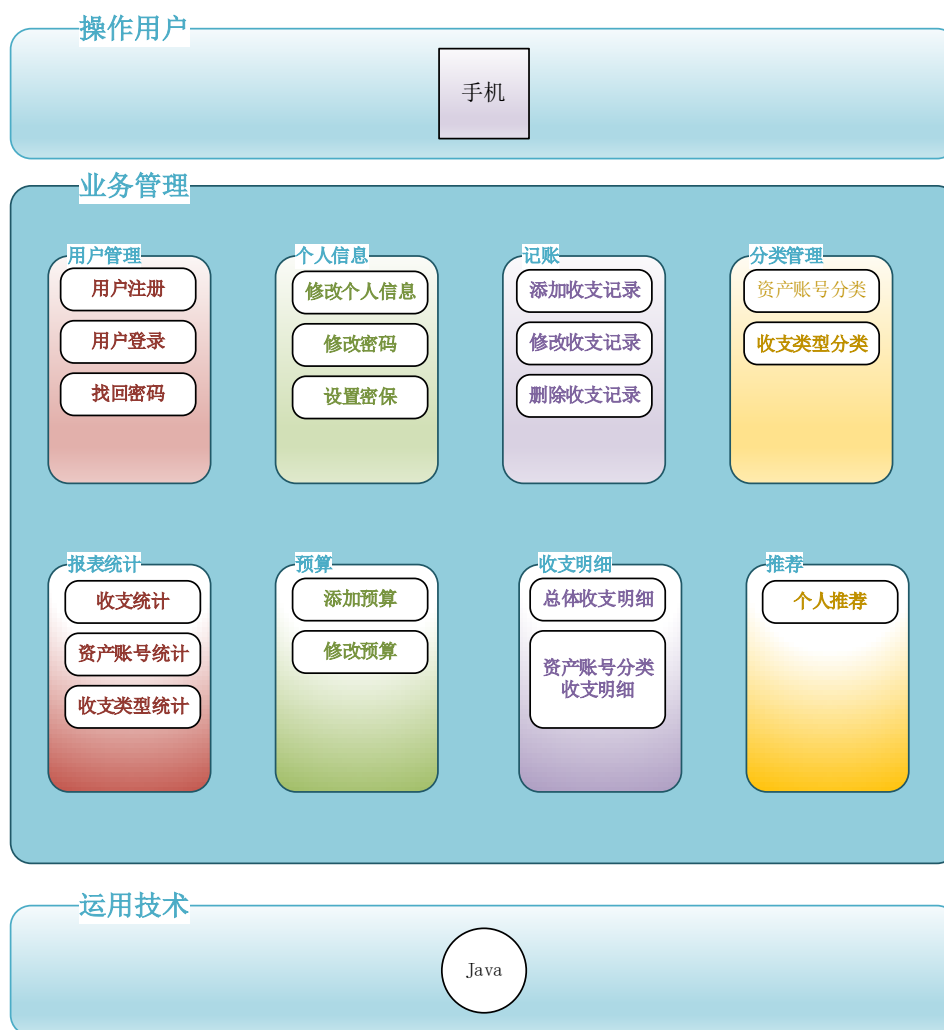 操作用户
手机
业务管理
用户管理
用户注册
用户登录
找回密码
个人信息
修改个人信息
修改密码
设置密保
记账
添加收支记录
修改收支记录
删除收支记录
分类管理
资产账号分类
收支类型分类
报表统计
收支统计
资产账号统计
收支类型统计
预算
添加预算
修改预算
收支明细
总体收支明细
资产账号分类
收支明细
推荐
个人推荐
运用技术
Java